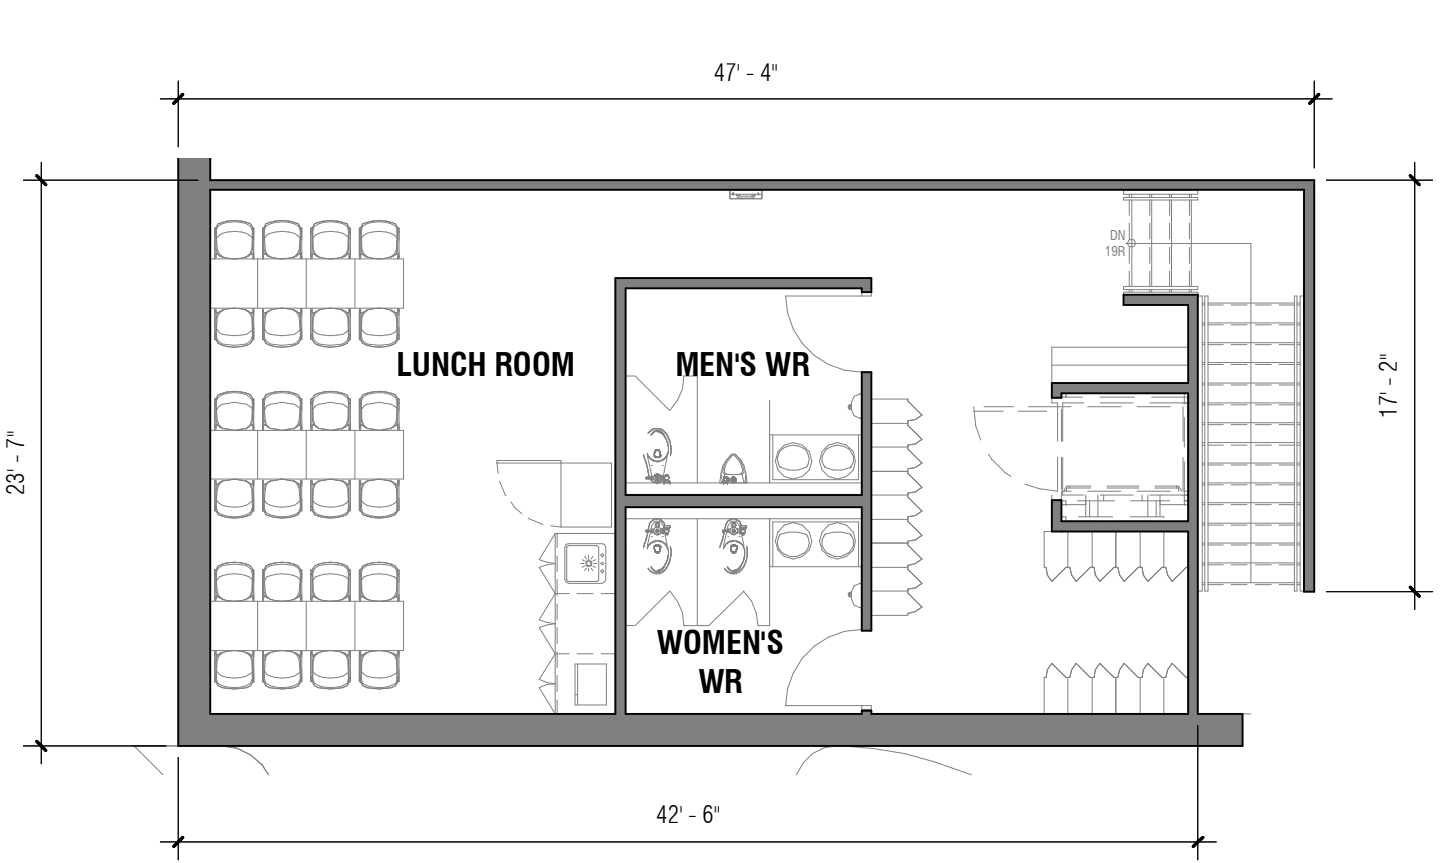 47' - 4"
DN
19R
LUNCH ROOM
MEN'S WR
17' - 2"
23' - 7"
WOMEN'S
WR
42' - 6"